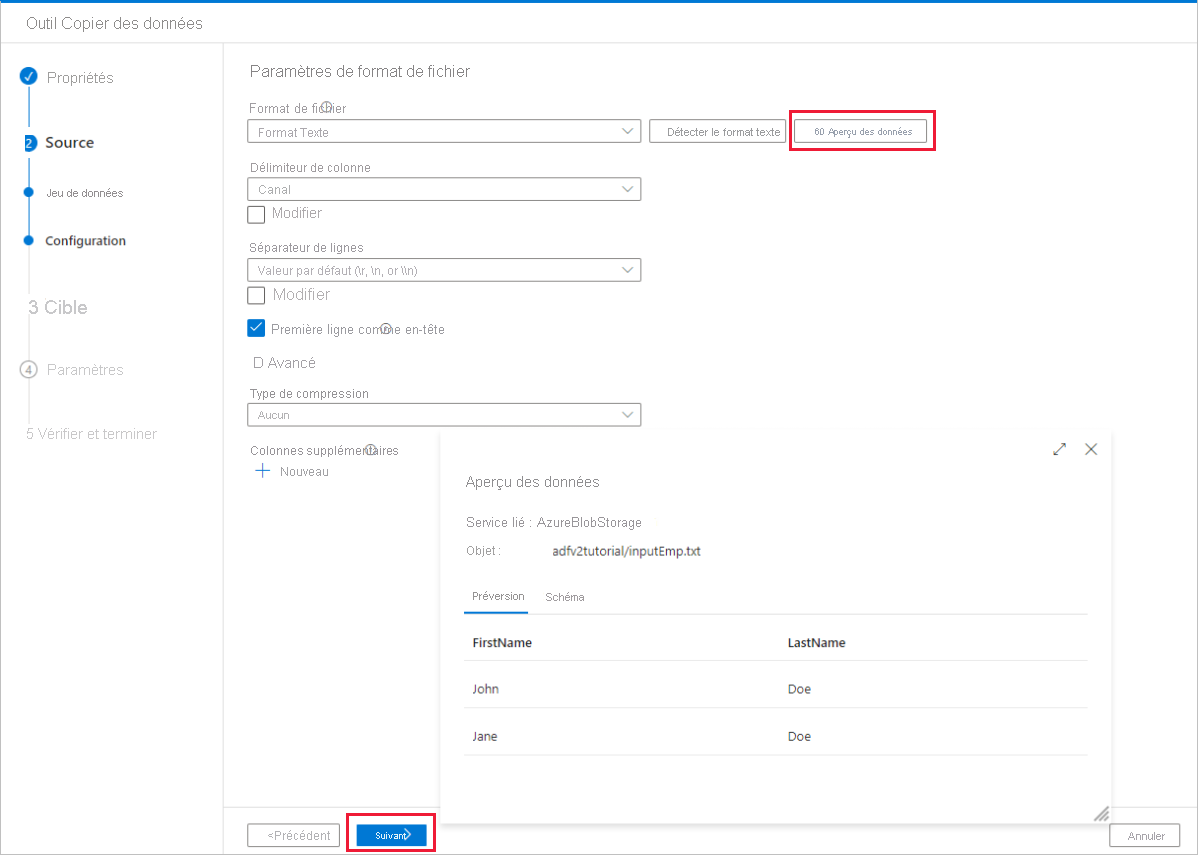 Outil Copier des données
Propriétés
2 Source
Jeu de données
Configuration
3 Cible
4 Paramètres
5 Vérifier et terminer
Paramètres de format de fichier
Format de fichier
Format Texte
Détecter le format texte
60 Aperçu des données
Délimiteur de colonne
Canal
Modifier
Séparateur de lignes
Valeur par défaut (\r, \n, or \\n)
Modifier
Première ligne comme en-tête
D Avancé
Type de compression
Aucun
Colonnes supplémentaires
Nouveau
Aperçu des données
Service lié : AzureBlobStorage
Objet : adfv2tutorial/inputEmp.txt
Préversion Schéma
FirstName LastName
John Doe
Jane Doe
<Précédent
Suivant>
Annuler